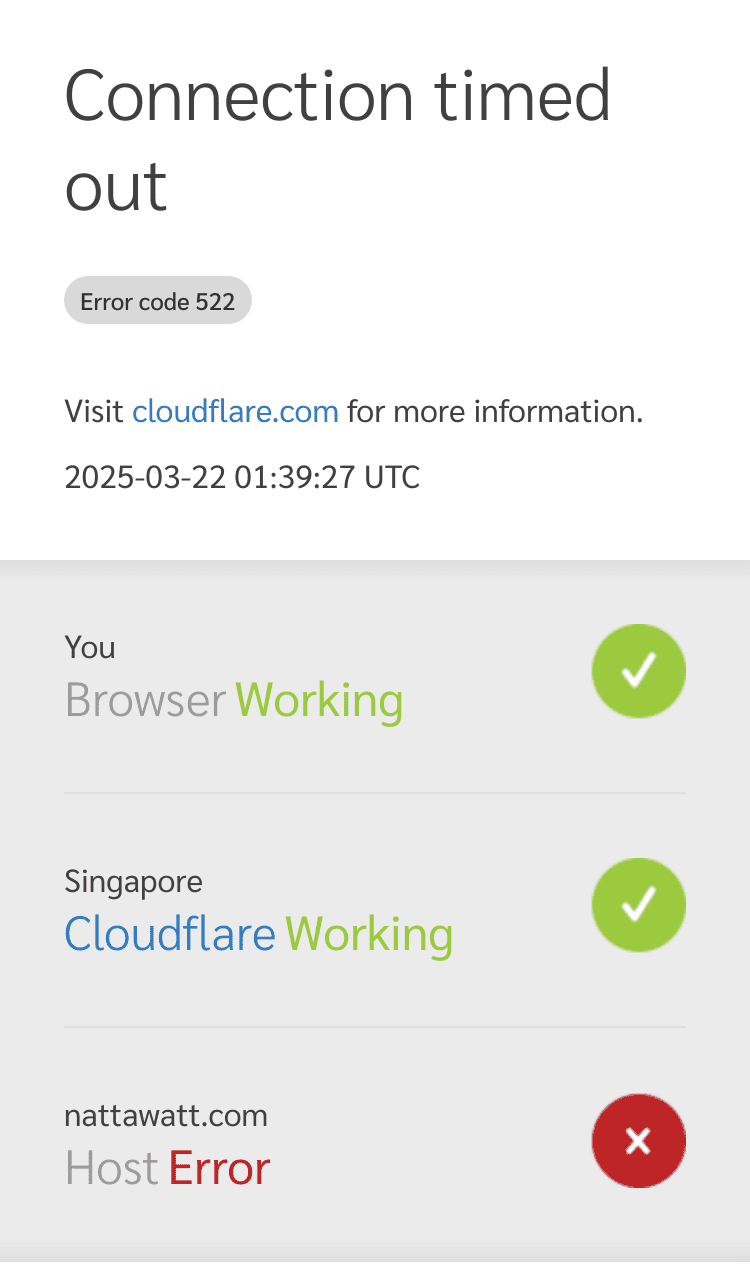 Connection timed
out
Error code 522
Visit cloudflare.com for more information.
2025-03-22 01:39:27 UTC
You
Browser Working
Singapore
Cloudflare Working
nattawatt.com
Host Error